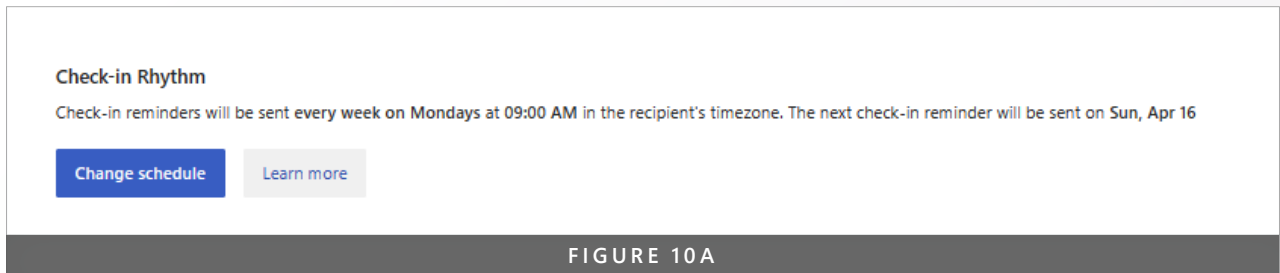 Check-in Rhythm
Check-in reminders will be sent every week on Mondays at 09:00 AM in the recipient's timezone. The next check-in reminder will be sent on Sun, Apr 16
Change schedule Learn more
FIGURE 10A